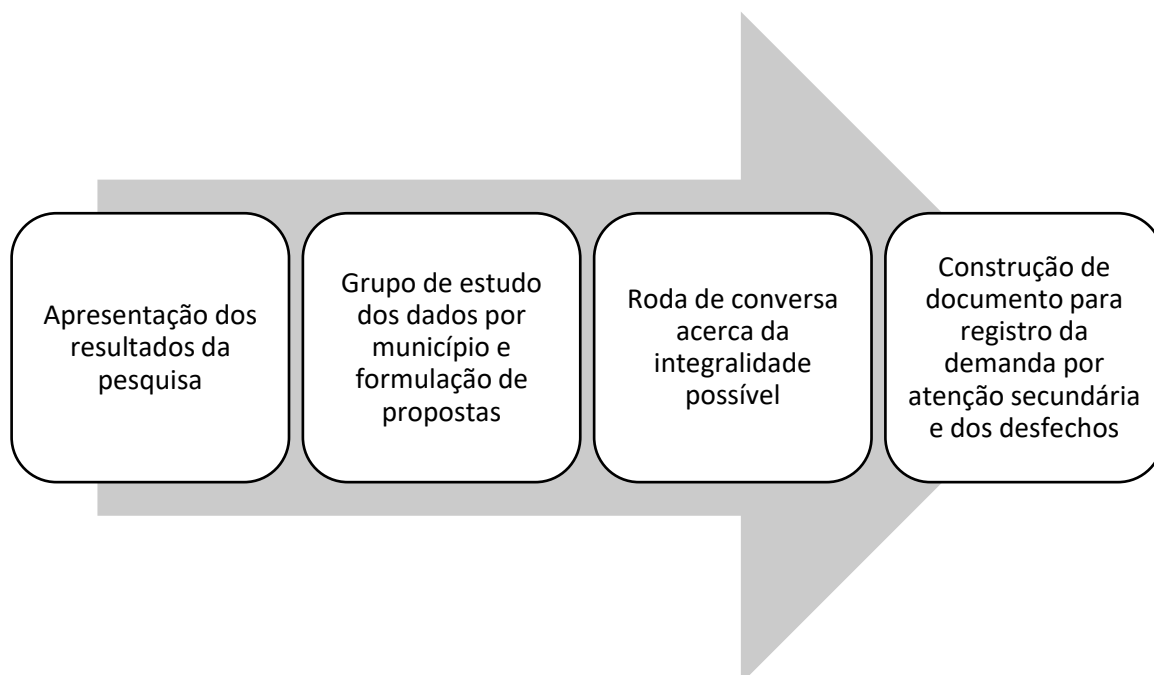 Apresentação dos
resultados da
pesquisa
Grupo de estudo
dos dados por
município e
formulação de
propostas
Roda de conversa
acerca da
integralidade
possível
Construção de
documento para
registro da
demanda por
atenção secundária
e dos desfechos